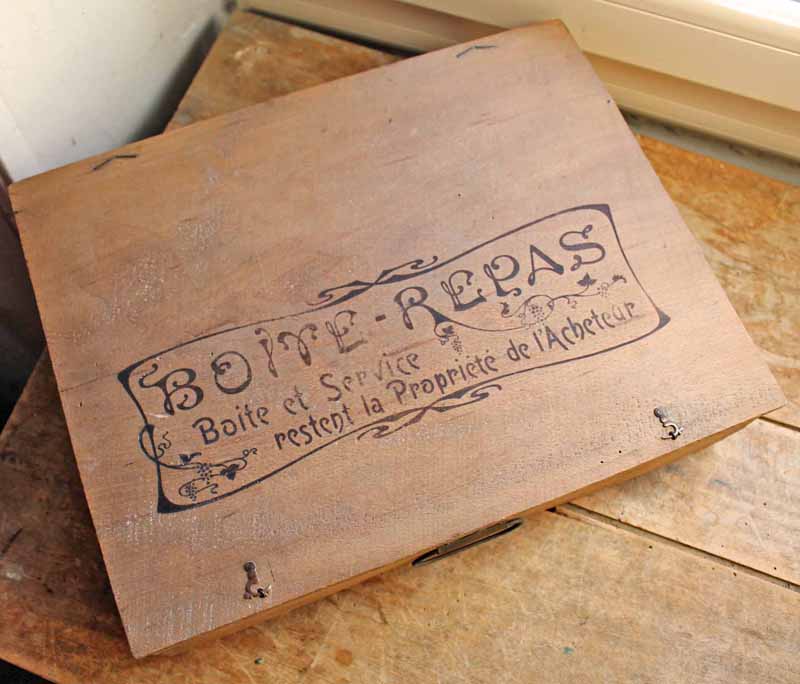 BOITE-REPAS
Boite et Service
restent la Propriété de l'Acheteur